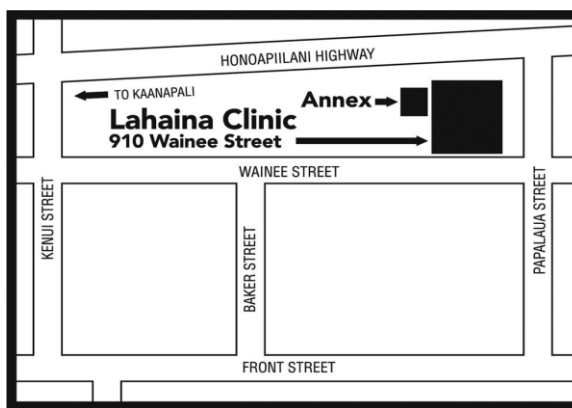 HONOAPIILANI HIGHWAY
TO KAANAPALI
Annex
Lahaina Clinic
910 Wainee Street
WAINEE STREET
KENUI STREET
BAKER STREET
PAPALAUA STREET
FRONT STREET